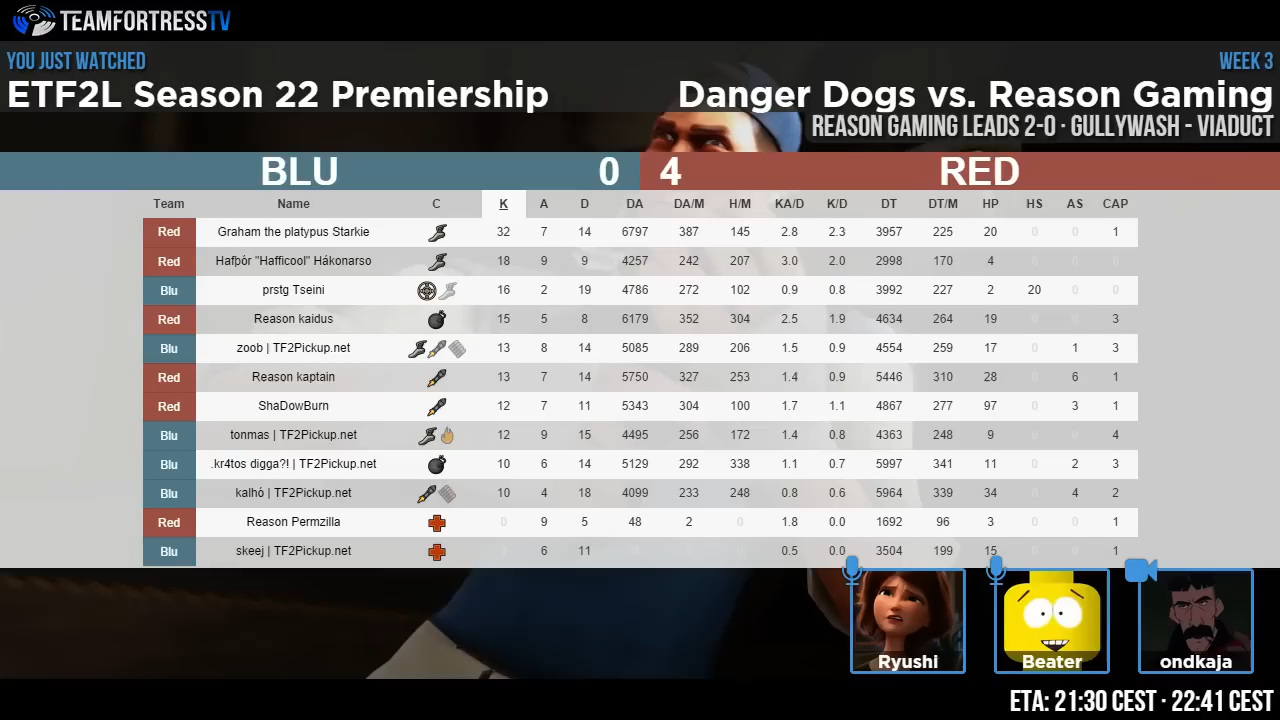 TEAMFORTRESSTV
YOU JUST WATCHED
WEEK 3
ETF2L Season 22 Premiership
Danger Dogs vs. Reason Gaming
REASON GAMING LEADS 2-0 · GULLYWASH - VIADUCT
BLU 0 4 RED
Team Name C K A D DA DA/M H/M KA/D K/D DT DT/M HP HS AS CAP
Red Graham the platypus Starkie 32 7 14 6797 387 145 2.8 2.3 3957 225 20 0 0 1
Red Hafþór "Hafficool" Hákonarso 18 9 9 4257 242 207 3.0 2.0 2998 170 4 0 0 0
Blu prstg Tseini 16 2 19 4786 272 102 0.9 0.8 3992 227 2 20 0 0
Red Reason kaidus 15 5 8 6179 352 304 2.5 1.9 4634 264 19 0 0 3
Blu zoob | TF2Pickup.net 13 8 14 5085 289 206 1.5 0.9 4554 259 17 0 1 3
Red Reason kaptain 13 7 14 5750 327 253 1.4 0.9 5446 310 28 0 6 1
Red ShaDowBurn 12 7 11 5343 304 100 1.7 1.1 4867 277 97 0 3 1
Blu tonmas | TF2Pickup.net 12 9 15 4495 256 172 1.4 0.8 4363 248 9 0 0 4
Blu .kr4tos digga?! | TF2Pickup.net 10 6 14 5129 292 338 1.1 0.7 5997 341 11 0 2 3
Blu kalhó | TF2Pickup.net 10 4 18 4099 233 248 0.8 0.6 5964 339 34 0 4 2
Red Reason Permzilla 0 9 5 48 2 0 1.8 0.0 1692 96 3 0 0 1
Blu skeej | TF2Pickup.net 6 11 0.5 0.0 3504 199 15 0 0 1
Ryushi
Beater
ondkaja
ETA: 21:30 CEST · 22:41 CEST